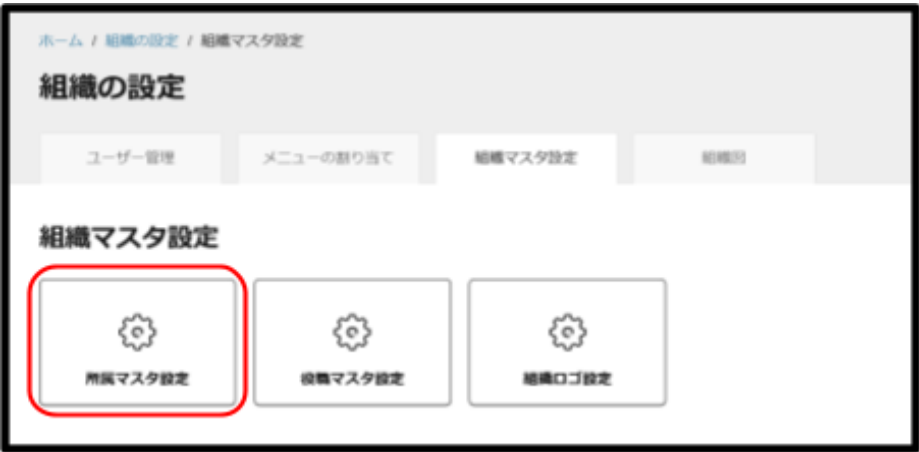 ホーム / 組織の設定 / 組織マスタ設定
組織の設定
ユーザー管理 メニューの割り当て 組織マスタ設定 組織図
組織マスタ設定
所属マスタ設定 役職マスタ設定 組織ロゴ設定